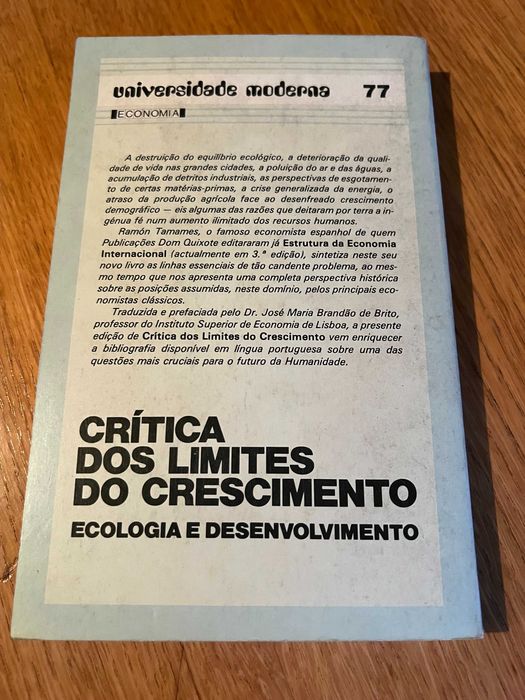 universidade moderna 77
ECONOMIA
A destruição do equilíbrio ecológico, a deterioração da quali-
dade de vida nas grandes cidades, a poluição do ar e das águas, a
acumulação de detritos industriais, as perspectivas de esgotamen-
to de certas matérias-primas, a crise generalizada da energia, o
atraso da produção agrícola face ao desenfreado crescimento
demográfico — eis algumas das razões que deitaram por terra a in-
génua fé num aumento ilimitado dos recursos humanos.
Ramón Tamames, o famoso economista espanhol de quem
Publicações Dom Quixote editaram já Estrutura da Economia
Internacional (actualmente em 3.ª edição), sintetiza neste seu
novo livro as linhas essenciais de tão candente problema, ao mes-
mo tempo que nos apresenta uma completa perspectiva histórica
sobre as posições assumidas, neste domínio, pelos principais eco-
nomistas clássicos.
Traduzida e prefaciada pelo Dr. José Maria Brandão de Brito,
professor do Instituto Superior de Economia de Lisboa, a presente
edição de Crítica dos Limites do Crescimento vem enriquecer
a bibliografia disponível em língua portuguesa sobre uma das
questões mais cruciais para o futuro da Humanidade.
CRÍTICA
DOS LIMITES
DO CRESCIMENTO
ECOLOGIA E DESENVOLVIMENTO